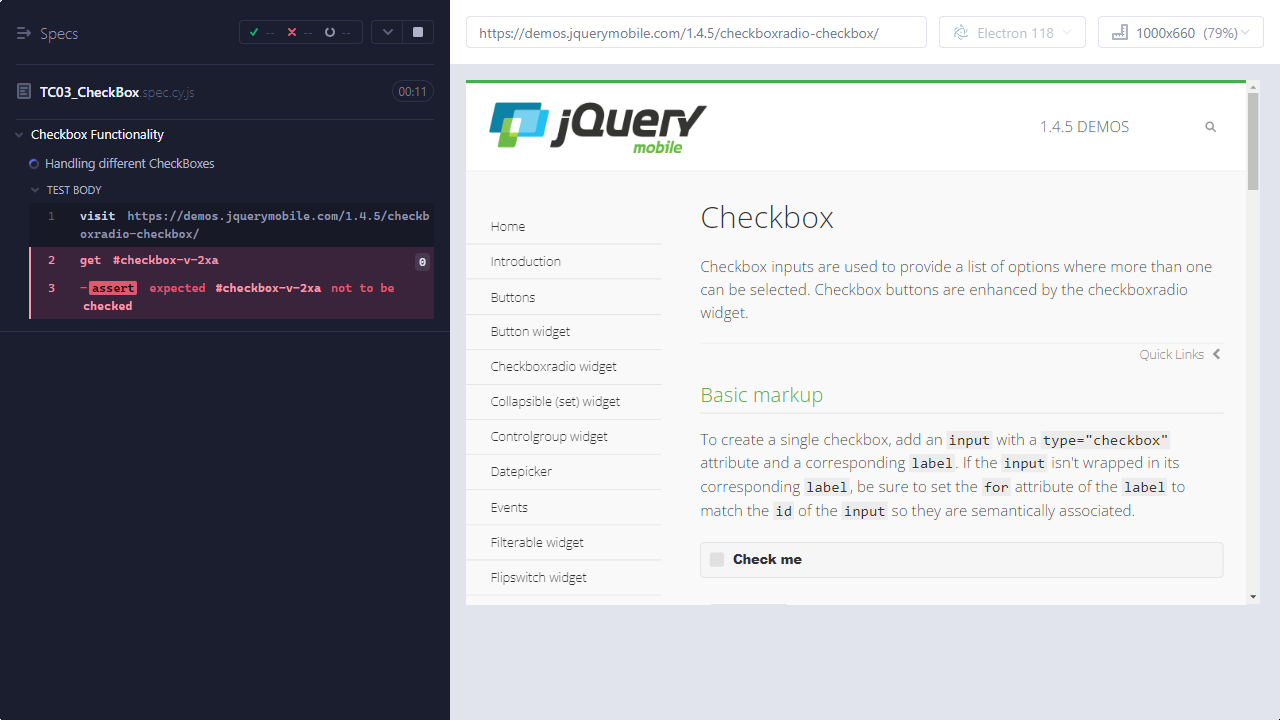 Specs
--
--
--
TC03_CheckBox.spec.cy.js
00:11
Checkbox Functionality
Handling different CheckBoxes
TEST BODY
1 visit https://demos.jquerymobile.com/1.4.5/checkb
oxradio-checkbox/
2 get #checkbox-v-2xa 0
3 -assert expected #checkbox-v-2xa not to be
checked
https://demos.jquerymobile.com/1.4.5/checkboxradio-checkbox/
Electron 118
1000x660 (79%)
jQuery
mobile
1.4.5 DEMOS
Home
Introduction
Buttons
Button widget
Checkboxradio widget
Collapsible (set) widget
Controlgroup widget
Datepicker
Events
Filterable widget
Flipswitch widget
Checkbox
Checkbox inputs are used to provide a list of options where more than one
can be selected. Checkbox buttons are enhanced by the checkboxradio
widget.
Quick Links
Basic markup
To create a single checkbox, add an input with a type="checkbox"
attribute and a corresponding label. If the input isn't wrapped in its
corresponding label, be sure to set the for attribute of the label to
match the id of the input so they are semantically associated.
Check me